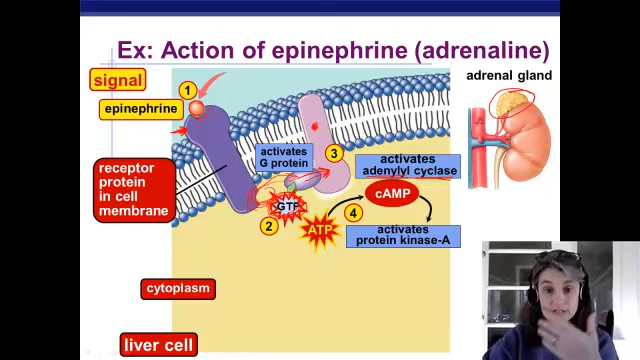 Ex: Action of epinephrine (adrenaline)
signal
adrenal gland
1
epinephrine
activates
G protein
3
activates
adenylyl cyclase
receptor
protein
in cell
membrane
GTP
cAMP
2
ATP
4
activates
protein kinase-A
cytoplasm
liver cell